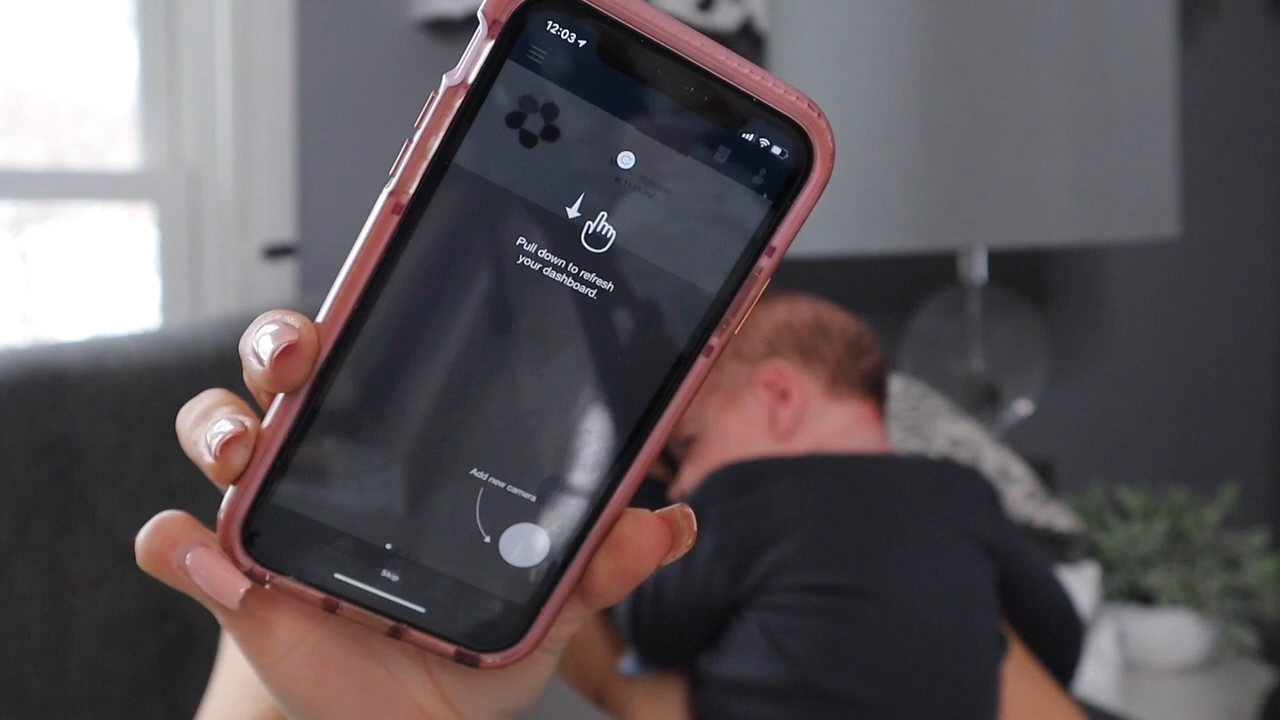 12:03
Pull down to refresh
your dashboard.
Add new camera
Skip